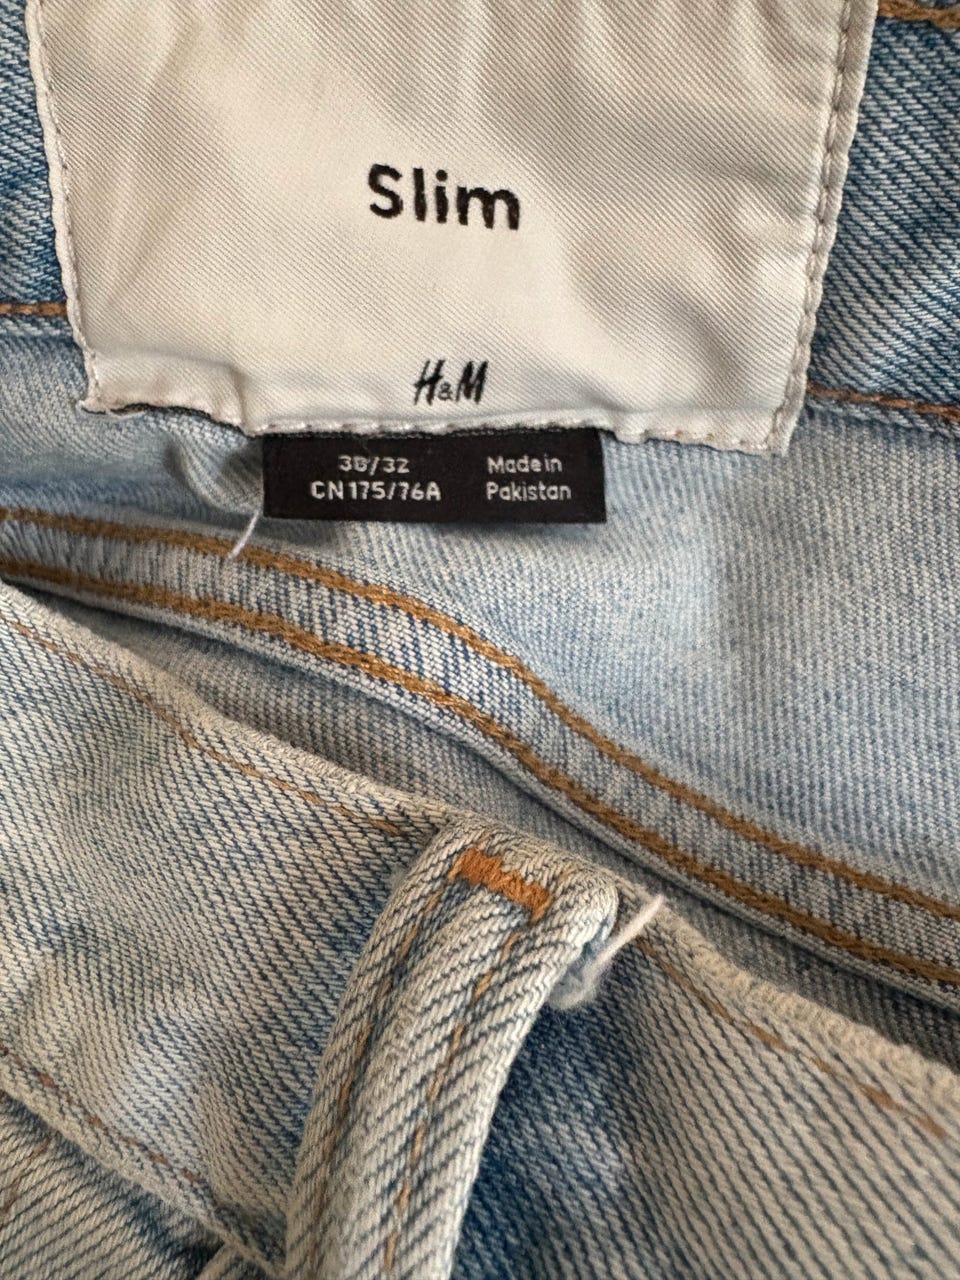 Slim
H&M
30/32 Made in
CN175/76A Pakistan